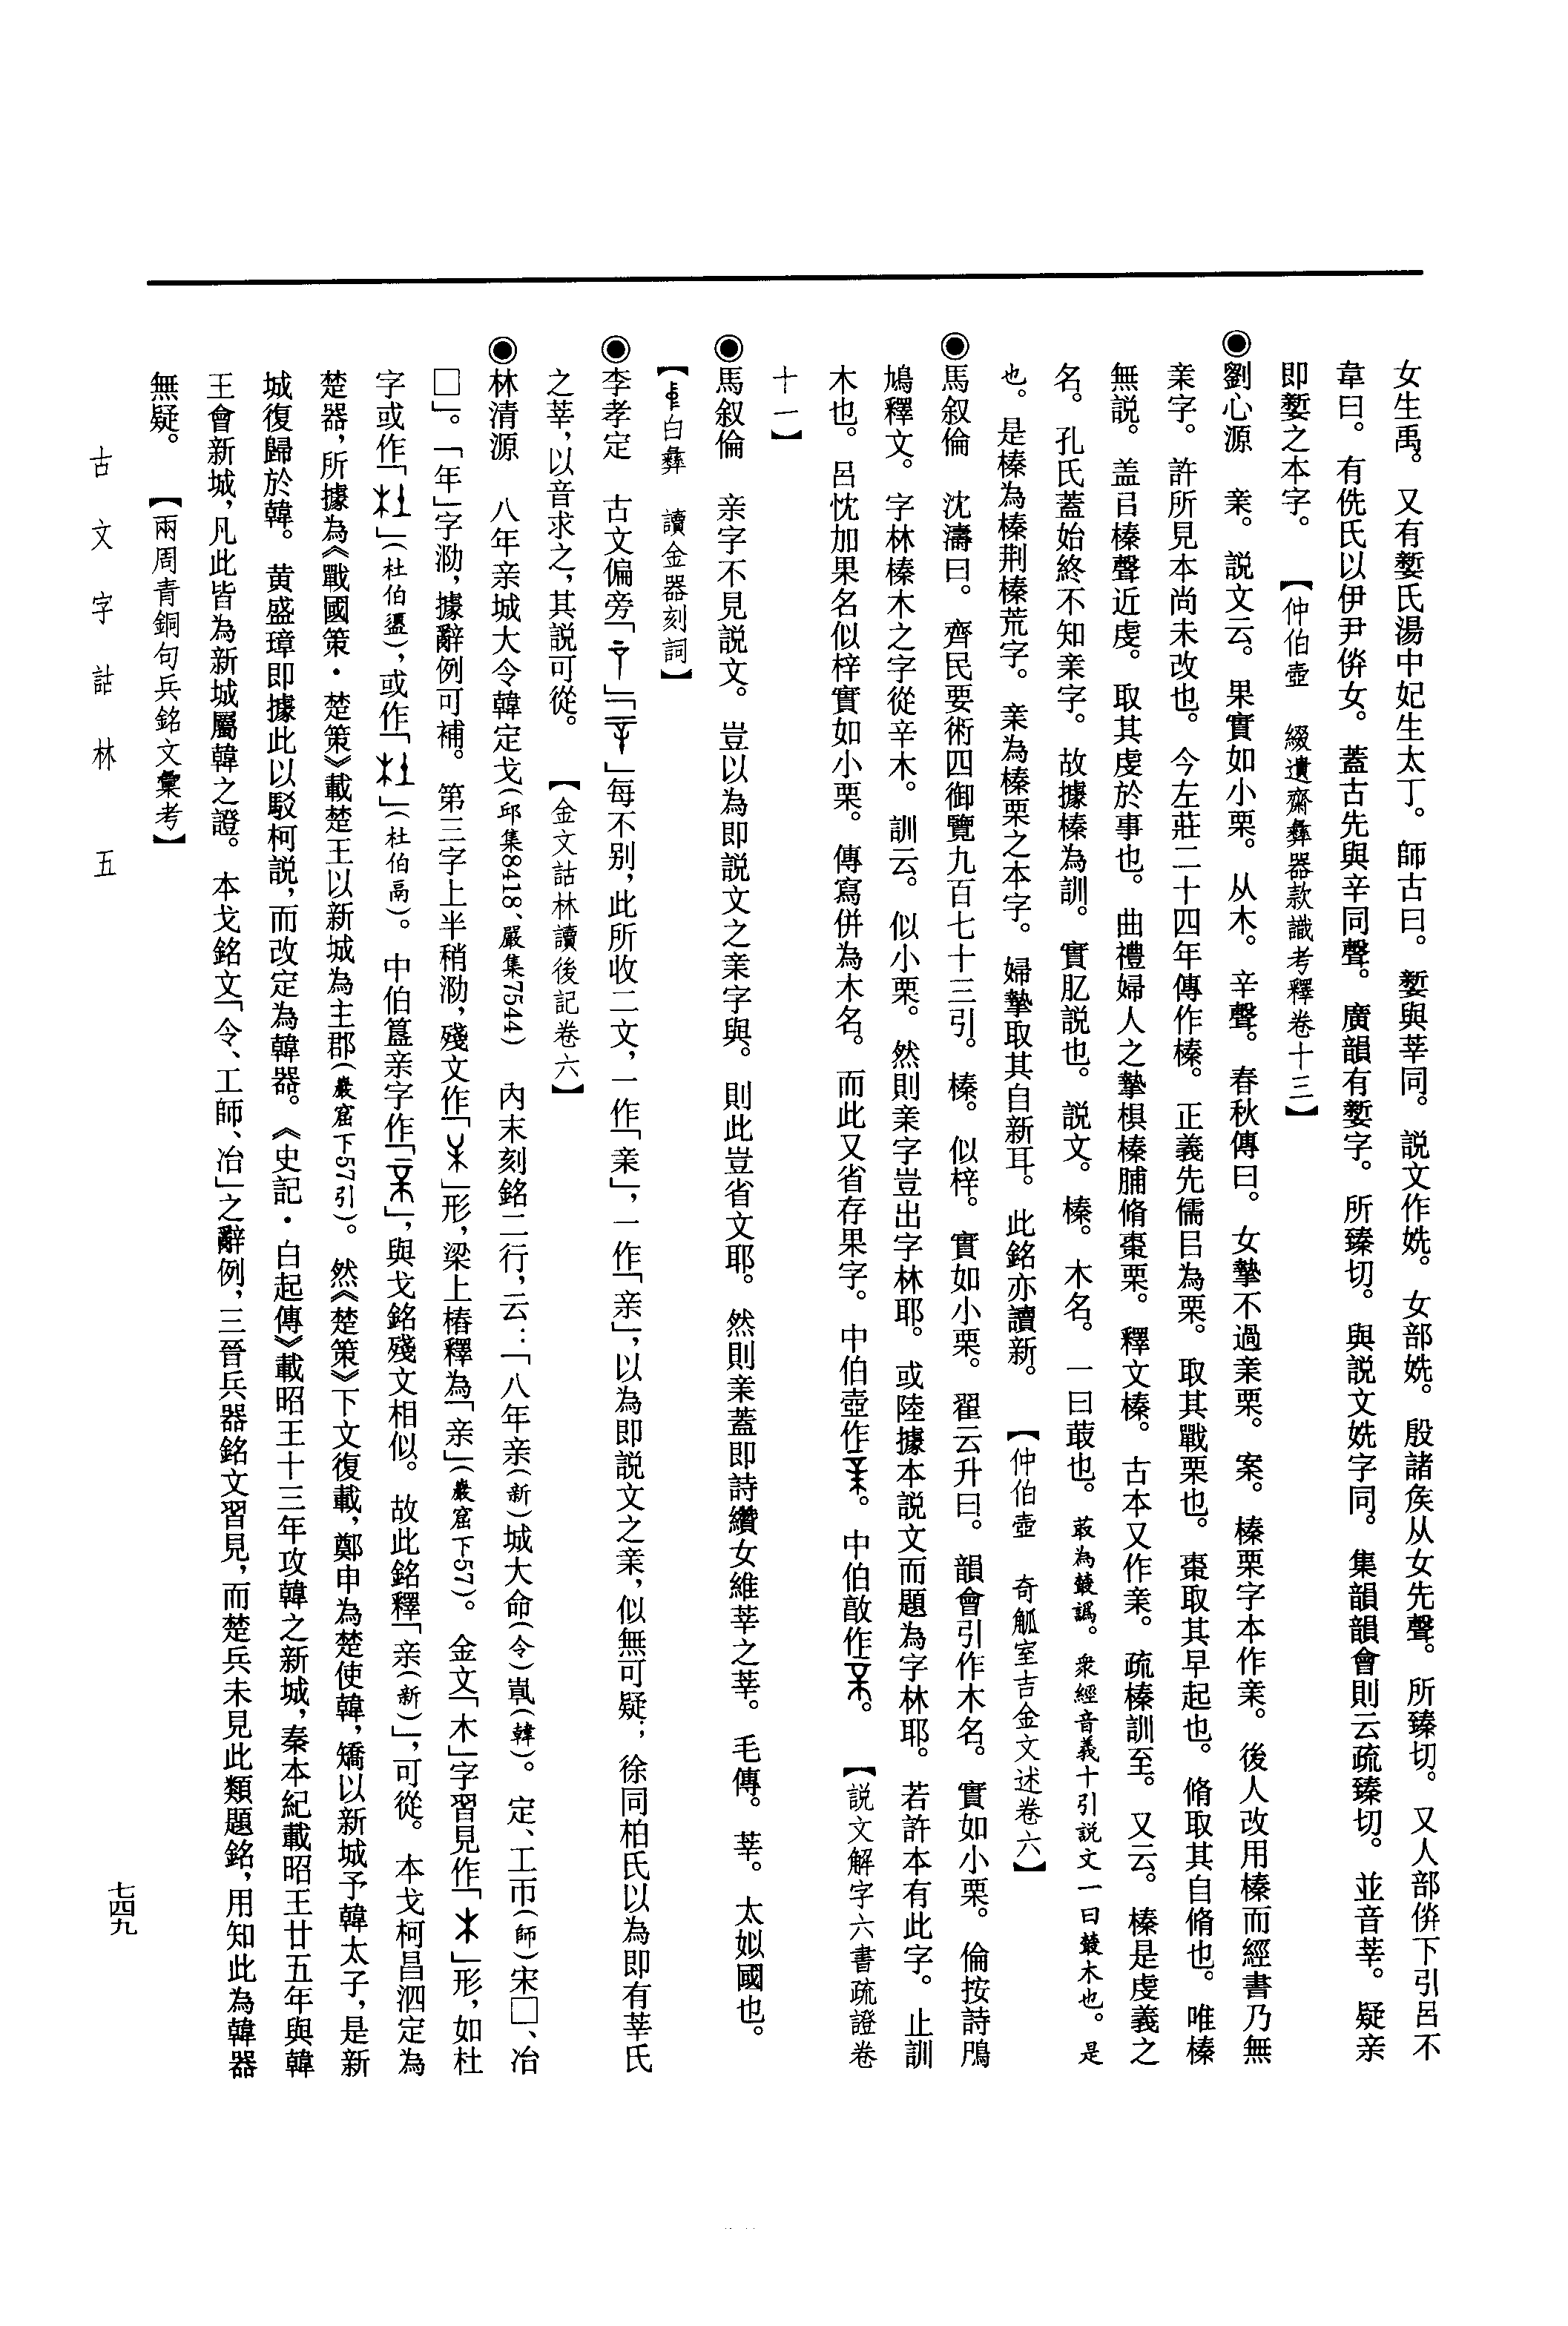 女生禹。又有嫯氏湯中妃生太丁。師古曰。嫯與莘同。説文作姺。女部姺。殷諸矦从女先聲。所臻切。又人部侁下引呂不
韋曰。有侁氏以伊尹佚女。蓋古先與辛同聲。廣韻有嫯字。所臻切。與説文姺字同。集韻韻會則云疏臻切。並音莘。疑亲
即嫯之本字。 【仲伯壺 綴遺齋彝器款識考釋卷十三】
◉劉心源 亲。説文云。果實如小栗。从木。辛聲。春秋傳曰。女摯不過亲栗。案。榛栗字本作亲。後人改用榛而經書乃無
亲字。許所見本尚未改也。今左莊二十四年傳作榛。正義先儒㠯為栗。取其戰栗也。棗取其早起也。脩取其自脩也。唯榛
無説。盖㠯榛聲近虔。取其虔於事也。曲禮婦人之摯椇榛脯脩棗栗。釋文榛。古本又作亲。疏榛訓至。又云。榛是虔義之
名。孔氏蓋始終不知亲字。故據榛為訓。實肊説也。説文。榛。木名。一曰菆也。菆為蓛譌。衆經音義十引説文一曰蓛木也。是
也。是榛為榛荆榛荒字。亲為榛栗之本字。婦摯取其自新耳。此銘亦讀新。 【仲伯壺 奇觚室吉金文述卷六】
◉馬叙倫 沈濤曰。齊民要術四御覽九百七十三引。榛。似梓。實如小栗。翟云升曰。韻會引作木名。實如小栗。倫按詩鳲
鳩釋文。字林榛木之字從辛木。訓云。似小栗。然則亲字豈出字林耶。或陸據本説文而題為字林耶。若許本有此字。止訓
木也。呂忱加果名似梓實如小栗。傳寫併為木名。而此又省存果字。中伯壺作。中伯敨作。 【説文解字六書疏證卷
十一】
◉馬叙倫 亲字不見説文。豈以為即説文之亲字與。則此豈省文耶。然則亲蓋即詩纘女維莘之莘。毛傳。莘。太姒國也。
【白彝 讀金器刻詞】
◉李孝定 古文偏旁「」「」每不别,此所收二文,一作「亲」,一作「亲」,以為即説文之亲,似無可疑;徐同柏氏以為即有莘氏
之莘,以音求之,其説可從。 【金文詁林讀後記卷六】
◉林清源 八年亲城大令韓定戈(邱集8418、嚴集7544) 內末刻銘二行,云:「八年亲(新)城大命(令)倝(韓)。定、工帀(師)宋□、冶
□」。「年」字泐,據辭例可補。第三字上半稍泐,殘文作「」形,梁上椿釋為「亲」(巖窟下57)。金文「木」字習見作「」形,如杜
字或作「」(杜伯盨),或作「」(杜伯鬲)。中伯簋亲字作「」,與戈銘殘文相似。故此銘釋「亲(新)」,可從。本戈柯昌泗定為
楚器,所據為《戰國策·楚策》載楚王以新城為主郡(巖窟下57引)。然《楚策》下文復載,鄭申為楚使韓,矯以新城予韓太子,是新
城復歸於韓。黄盛璋即據此以駁柯説,而改定為韓器。《史記·白起傳》載昭王十三年攻韓之新城,秦本紀載昭王廿五年與韓
王會新城,凡此皆為新城屬韓之證。本戈銘文「令、工師、冶」之辭例,三晉兵器銘文習見,而楚兵未見此類題銘,用知此為韓器
無疑。 【兩周青銅句兵銘文彙考】
古文字詁林 五
七四九